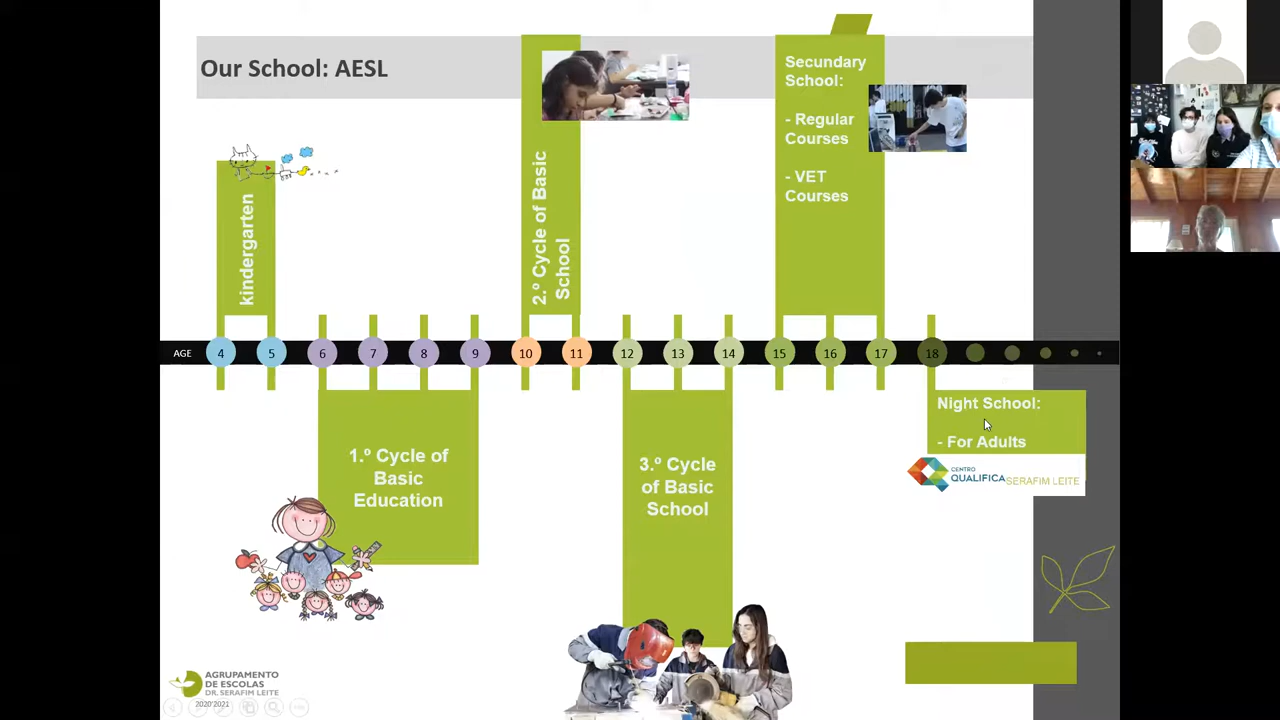 Our School: AESL
kindergarten
2.º Cycle of Basic
School
Secundary
School:
- Regular
Courses
- VET
Courses
AGE 4 5 6 7 8 9 10 11 12 13 14 15 16 17 18
1.º Cycle of
Basic
Education
3.º Cycle
of Basic
School
Night School:
- For Adults
CENTRO
QUALIFICA SERAFIM LEITE
AGRUPAMENTO
DE ESCOLAS
DR. SERAFIM LEITE
2020'2021